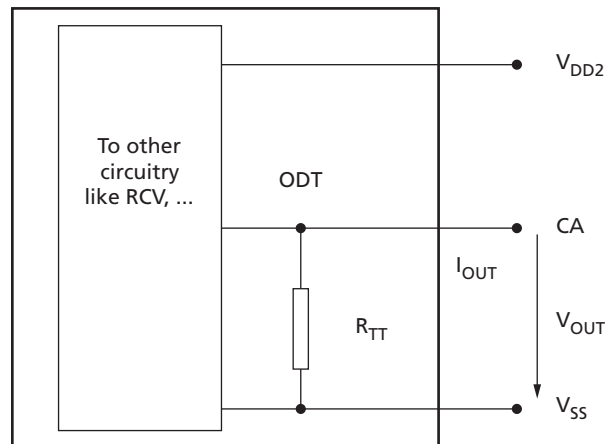 V_DD2
To other
circuitry
like RCV, ...
ODT
CA
I_OUT
V_OUT
R_TT
V_SS